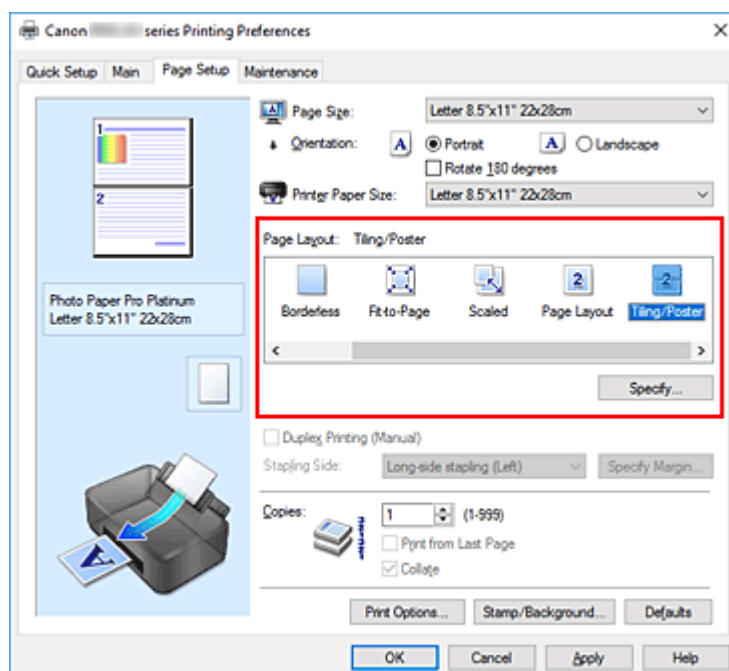 Canon series Printing Preferences
Quick Setup Main Page Setup Maintenance
1
2
Photo Paper Pro Platinum
Letter 8.5"x11" 22x28cm
Page Size: Letter 8.5"x11" 22x28cm
Orientation: A Portrait A Landscape
Rotate 180 degrees
Printer Paper Size: Letter 8.5"x11" 22x28cm
Page Layout: Tiling/Poster
2 2
Borderless Fit-to-Page Scaled Page Layout Tiling/Poster
Specify...
Duplex Printing (Manual)
Stapling Side: Long-side stapling (Left) Specify Margin...
Copies: 1 (1-999)
Print from Last Page
Collate
A
Print Options... Stamp/Background... Defaults
OK Cancel Apply Help